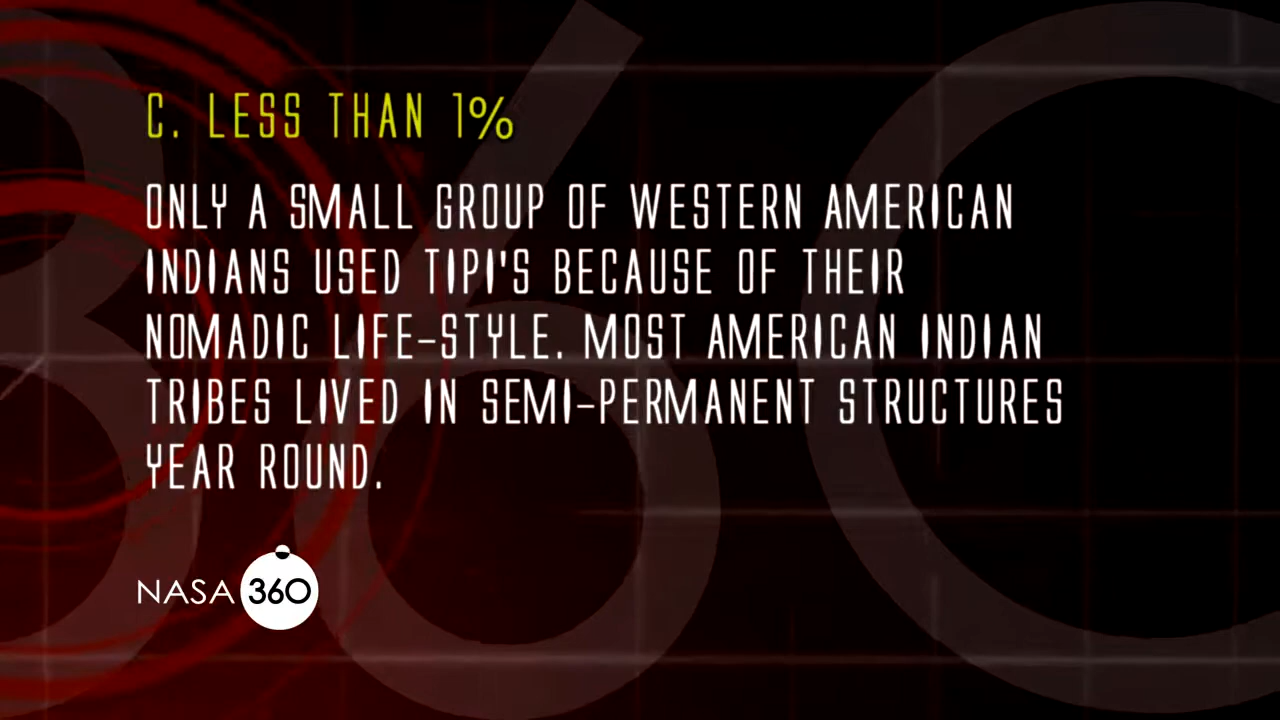 C. LESS THAN 1%
ONLY A SMALL GROUP OF WESTERN AMERICAN
INDIANS USED TIPI'S BECAUSE OF THEIR
NOMADIC LIFE-STYLE. MOST AMERICAN INDIAN
TRIBES LIVED IN SEMI-PERMANENT STRUCTURES
YEAR ROUND.
NASA 360
360